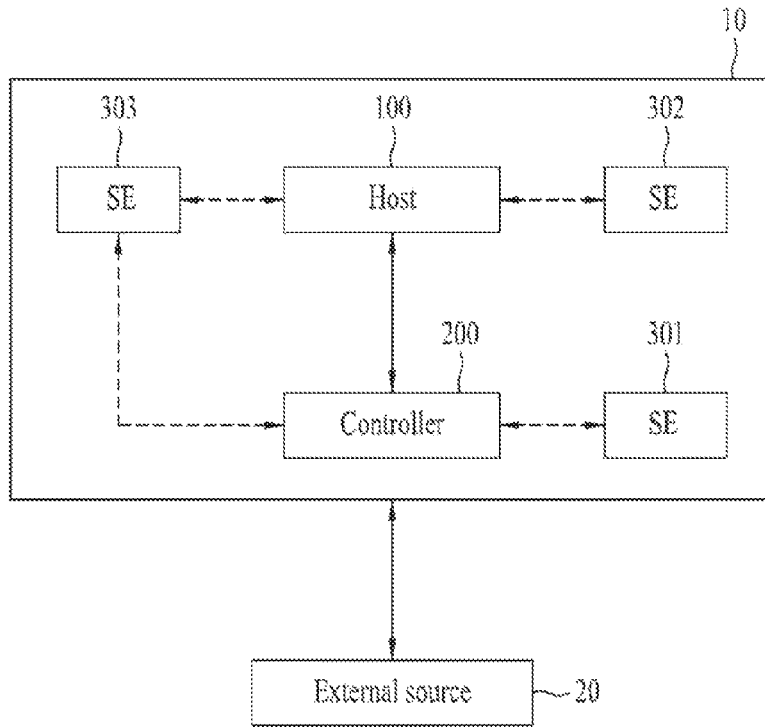 10
303
100
302
SE
Host
SE
200
301
Controller
SE
External source
20